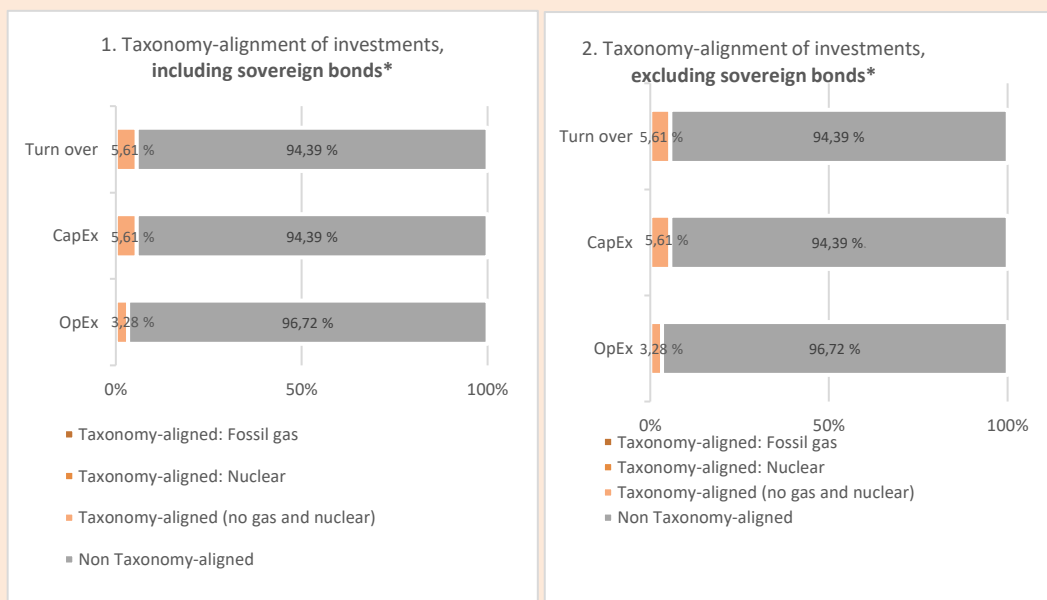 1. Taxonomy-alignment of investments,
including sovereign bonds*
Turn over
5,61 %
94,39 %
CapEx
5,61 %
94,39 %
OpEx
3,28 %
96,72 %
0%
50%
100%
Taxonomy-aligned: Fossil gas
Taxonomy-aligned: Nuclear
Taxonomy-aligned (no gas and nuclear)
Non Taxonomy-aligned
2. Taxonomy-alignment of investments,
excluding sovereign bonds*
Turn over
5,61 %
94,39 %
CapEx
5,61 %
94,39 %.
OpEx
3,28 %
96,72 %
0%
50%
100%
Taxonomy-aligned: Fossil gas
Taxonomy-aligned: Nuclear
Taxonomy-aligned (no gas and nuclear)
Non Taxonomy-aligned